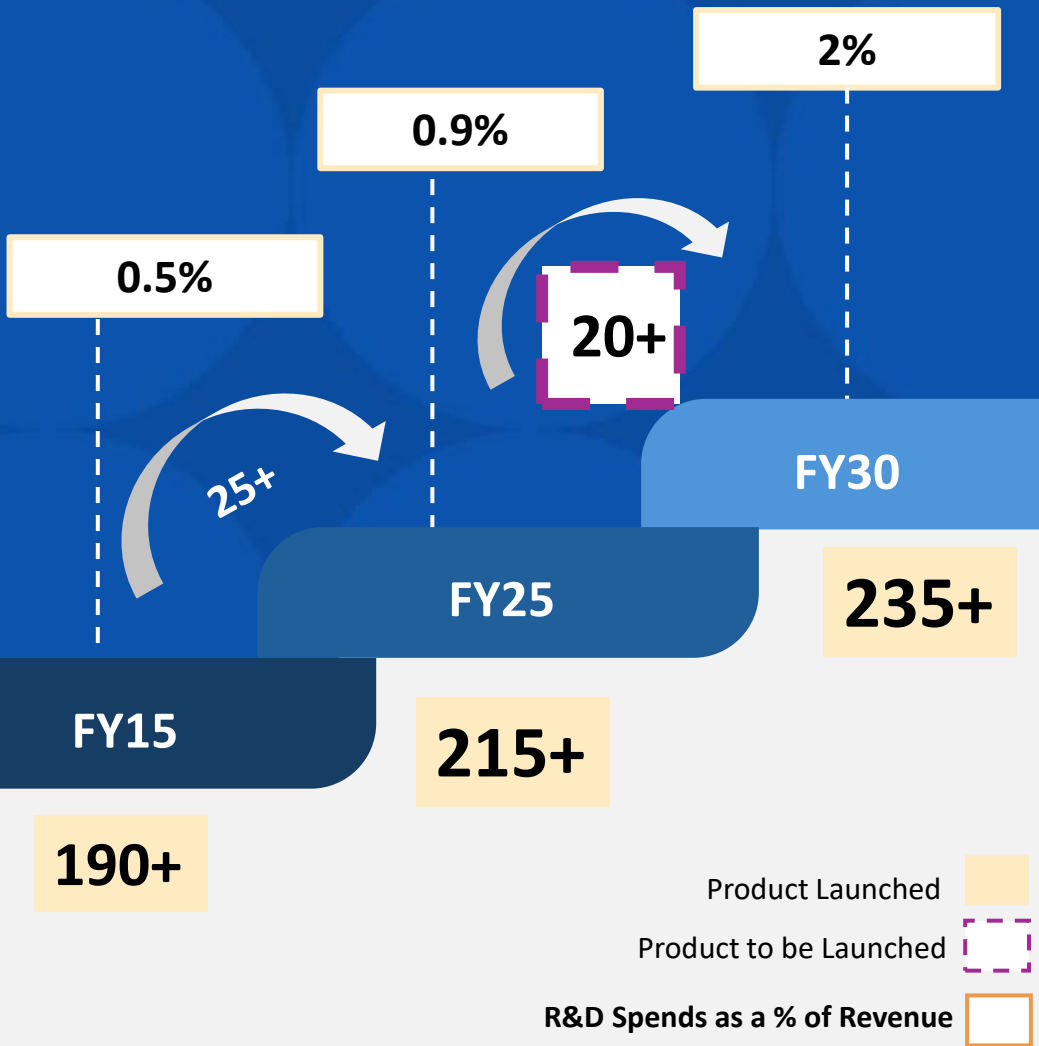 2%
0.9%
0.5%
20+
25+
FY30
FY25
235+
FY15
215+
190+
Product Launched
Product to be Launched
R&D Spends as a % of Revenue